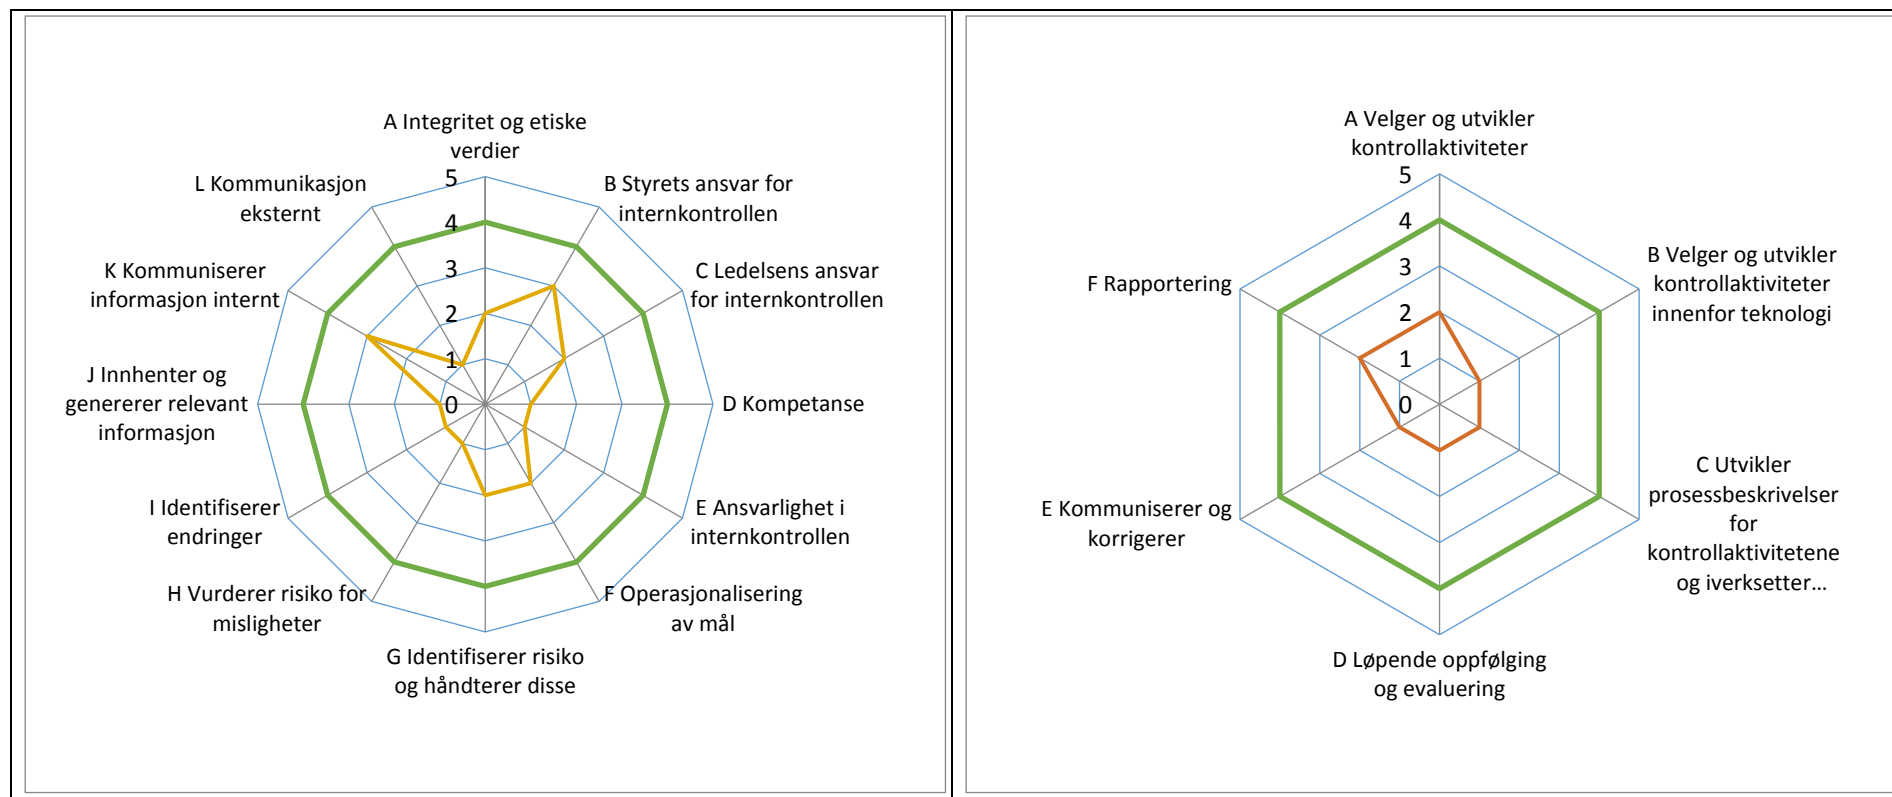 A Integritet og etiske
verdier
B Styrets ansvar for
internkontrollen
C Ledelsens ansvar
for internkontrollen
D Kompetanse
E Ansvarlighet i
internkontrollen
F Operasjonalisering
av mål
G Identifiserer risiko
og håndterer disse
H Vurderer risiko for
misligheter
I Identifiserer
endringer
J Innhenter og
genererer relevant
informasjon
K Kommuniserer
informasjon internt
L Kommunikasjon
eksternt
5
4
3
2
1
0
A Velger og utvikler
kontrollaktiviteter
B Velger og utvikler
kontrollaktiviteter
innenfor teknologi
C Utvikler
prosessbeskrivelser
for
kontrollaktivitetene
og iverksetter...
D Løpende oppfølging
og evaluering
E Kommuniserer og
korrigerer
F Rapportering
5
4
3
2
1
0